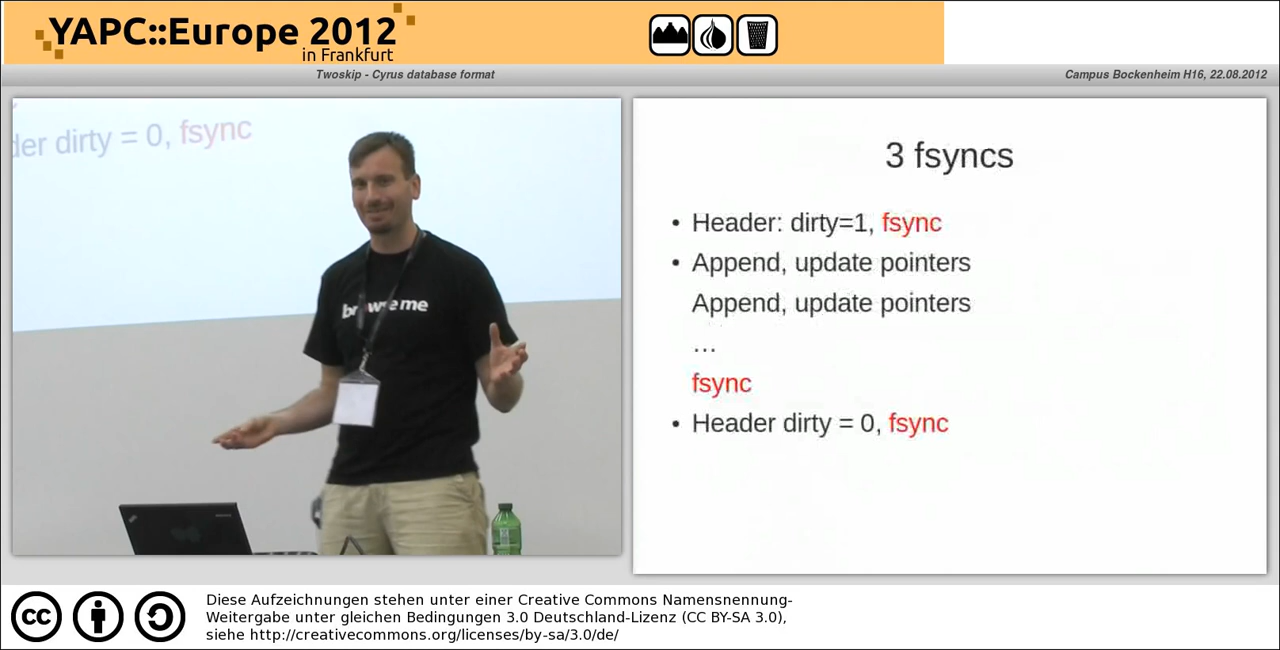 YAPC::Europe 2012
in Frankfurt
Twoskip - Cyrus database format
Campus Bockenheim H16, 22.08.2012
der dirty = 0, fsync
browse me
3 fsyncs
• Header: dirty=1, fsync
• Append, update pointers
Append, update pointers
…
fsync
• Header dirty = 0, fsync
cc
Diese Aufzeichnungen stehen unter einer Creative Commons Namensnennung-
Weitergabe unter gleichen Bedingungen 3.0 Deutschland-Lizenz (CC BY-SA 3.0),
siehe http://creativecommons.org/licenses/by-sa/3.0/de/